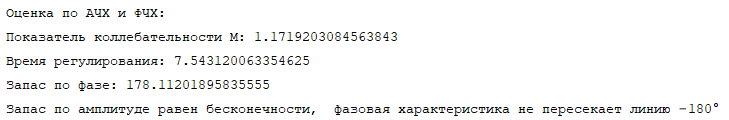 Оценка по АЧХ и ФЧХ:
Показатель коллебательности М: 1.1719203084563843
Время регулирования: 7.543120063354625
Запас по фазе: 178.11201895835555
Запас по амплитуде равен бесконечности,  фазовая характеристика не пересекает линию -180°